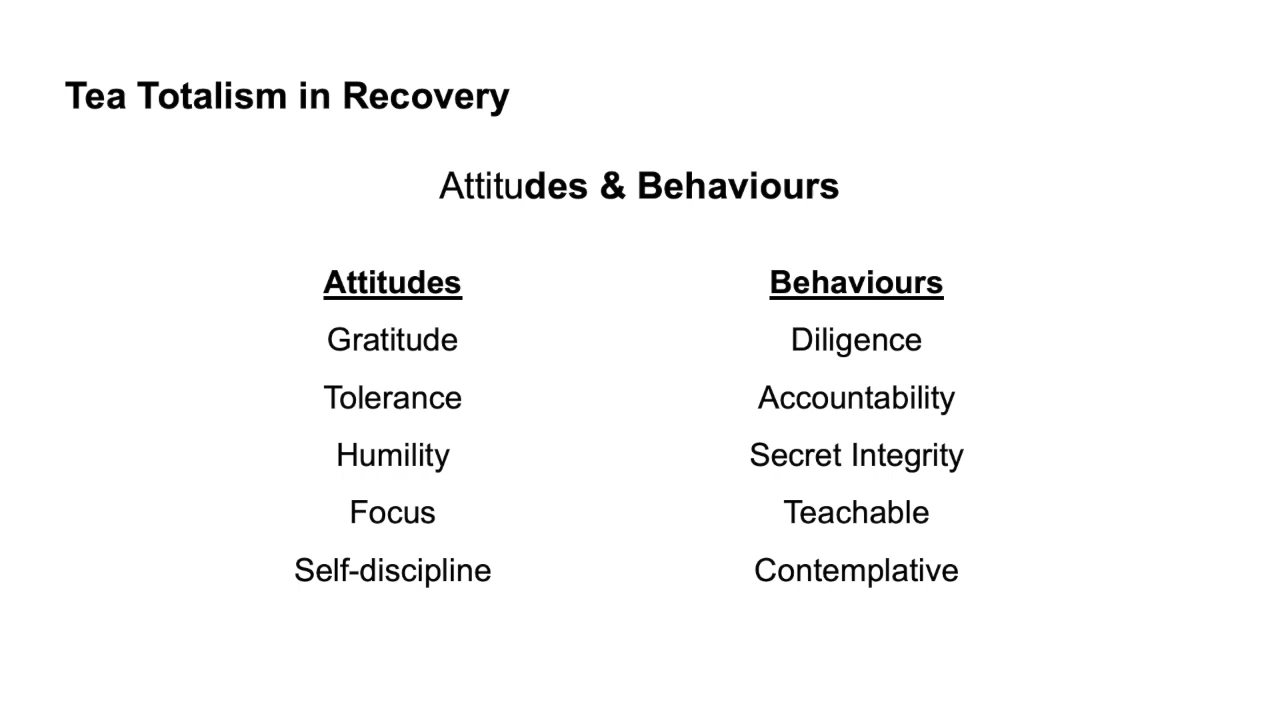 Tea Totalism in Recovery
Attitudes & Behaviours
Attitudes
Gratitude
Tolerance
Humility
Focus
Self-discipline
Behaviours
Diligence
Accountability
Secret Integrity
Teachable
Contemplative